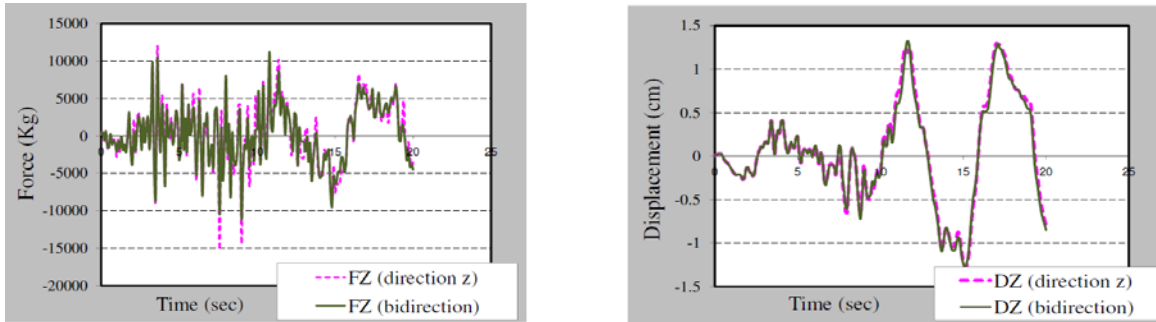 15000
10000
5000
0
-5000
-10000
-15000
-20000
Force (Kg)
0 5 10 15 20 25
Time (sec)
FZ (direction z)
FZ (bidirection)
1.5
1
0.5
0
-0.5
-1
-1.5
Displacement (cm)
0 5 10 15 20 25
Time (sec)
DZ (direction z)
DZ (bidirection)